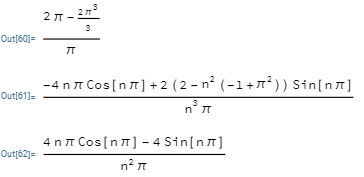 Out[60]= (2 π - (2 π^3)/3)/π
Out[61]= (-4 n π Cos[n π] + 2 (2 - n^2 (-1 + π^2)) Sin[n π])/(n^3 π)
Out[62]= (4 n π Cos[n π] - 4 Sin[n π])/(n^2 π)